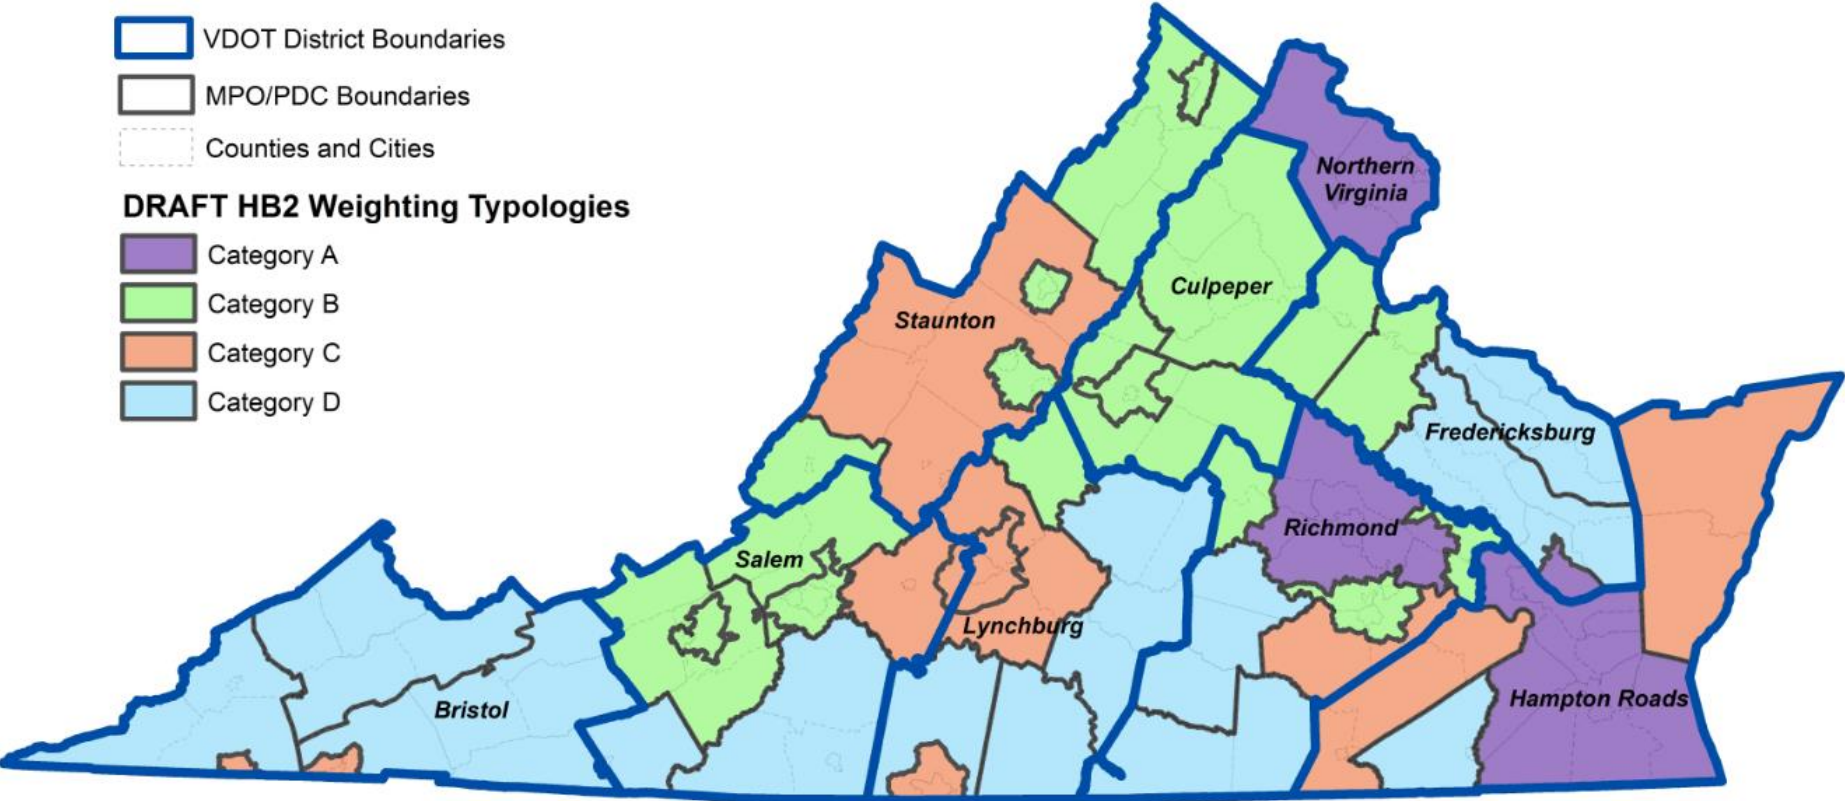 VDOT District Boundaries
MPO/PDC Boundaries
Counties and Cities
DRAFT HB2 Weighting Typologies
Category A
Category B
Category C
Category D
Northern
Virginia
Culpeper
Staunton
Fredericksburg
Richmond
Salem
Lynchburg
Hampton Roads
Bristol